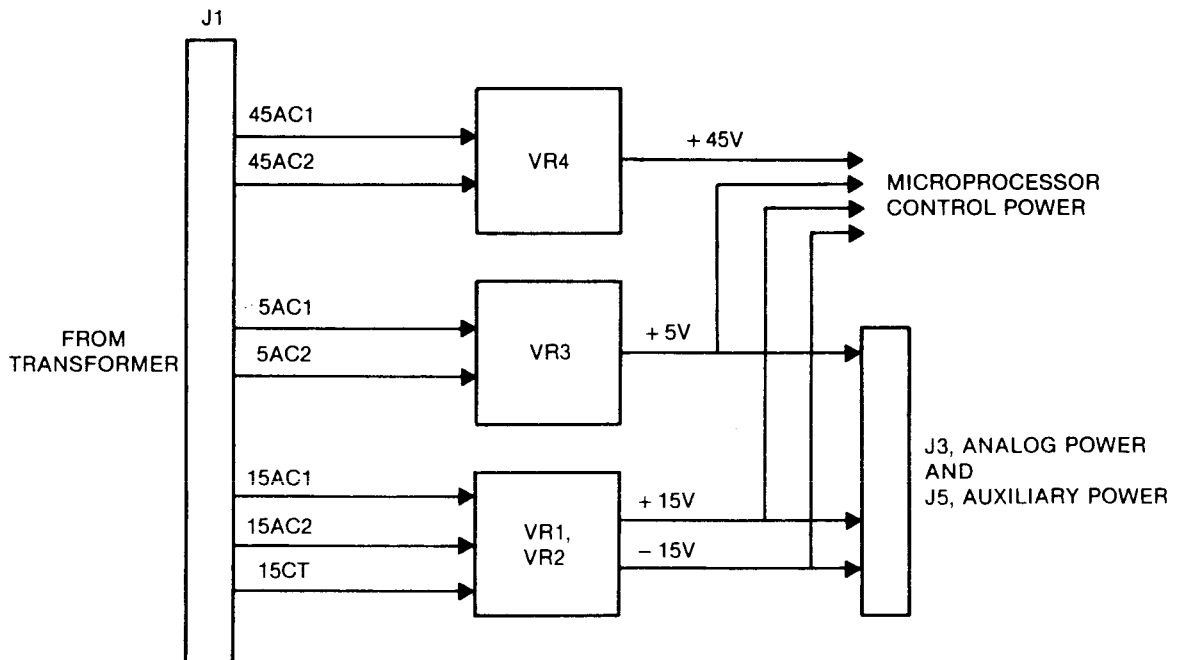 J1
45AC1
45AC2
VR4
+ 45V
MICROPROCESSOR
CONTROL POWER
FROM
TRANSFORMER
5AC1
5AC2
VR3
+ 5V
15AC1
15AC2
15CT
VR1,
VR2
+ 15V
− 15V
J3, ANALOG POWER
AND
J5, AUXILIARY POWER